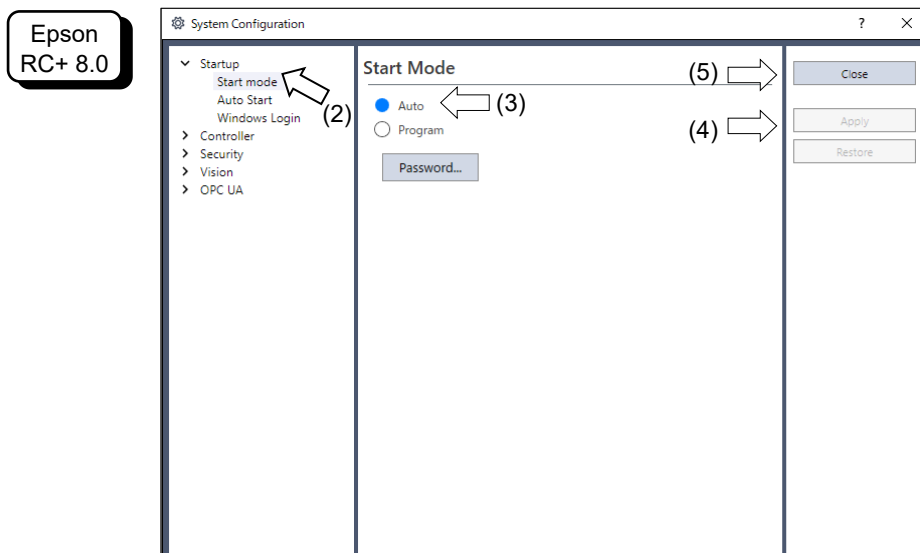 Epson
RC+ 8.0
System Configuration
? ×
Startup
Start mode
Auto Start
Windows Login
Controller
Security
Vision
OPC UA
(2)
Start Mode
Auto
(3)
Program
Password...
(5)
Close
(4)
Apply
Restore